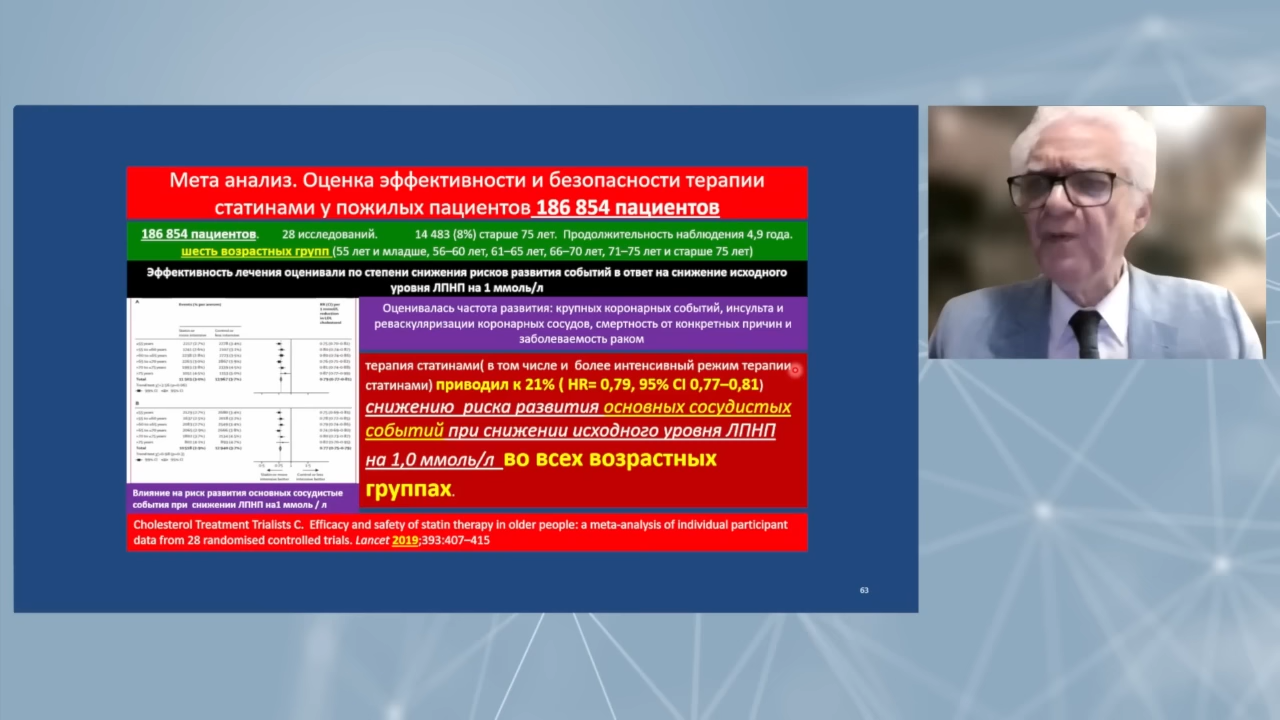 Мета анализ. Оценка эффективности и безопасности терапии
статинами у пожилых пациентов 186 854 пациентов
186 854 пациентов. 28 исследований. 14 483 (8%) старше 75 лет. Продолжительность наблюдения 4,9 года.
шесть возрастных групп (55 лет и младше, 56–60 лет, 61–65 лет, 66–70 лет, 71–75 лет и старше 75 лет)
Эффективность лечения оценивали по степени снижения рисков развития событий в ответ на снижение исходного
уровня ЛПНП на 1 ммоль/л
A
B
Total
Total
Влияние на риск развития основных сосудистые
события при снижении ЛПНП на1 ммоль / л
Оценивалась частота развития: крупных коронарных событий, инсульта и
реваскуляризации коронарных сосудов, смертность от конкретных причин и
заболеваемость раком
терапия статинами( в том числе и более интенсивный режим терапии
статинами) приводил к 21% ( HR= 0,79, 95% CI 0,77–0,81)
снижению риска развития основных сосудистых
событий при снижении исходного уровня ЛПНП
на 1,0 ммоль/л во всех возрастных
группах.
Cholesterol Treatment Trialists C. Efficacy and safety of statin therapy in older people: a meta-analysis of individual participant
data from 28 randomised controlled trials. Lancet 2019;393:407–415
63